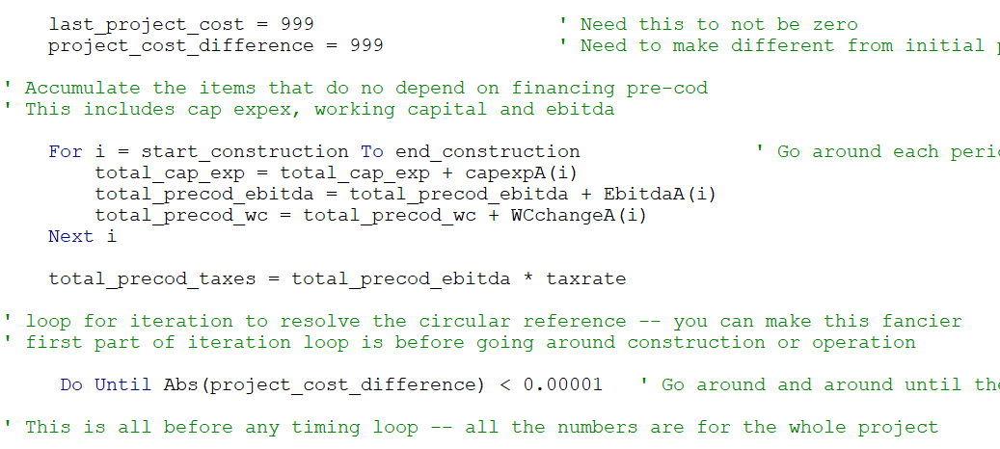 last_project_cost = 999 ' Need this to not be zero
project_cost_difference = 999 ' Need to make different from initial
' Accumulate the items that do no depend on financing pre-cod
' This includes cap expex, working capital and ebitda
For i = start_construction To end_construction ' Go around each
total_cap_exp = total_cap_exp + capexpA(i)
total_precod_ebitda = total_precod_ebitda + EbitdaA(i)
total_precod_wc = total_precod_wc + WCchangeA(i)
Next i
total_precod_taxes = total_precod_ebitda * taxrate
' loop for iteration to resolve the circular reference -- you can make this fancier
' first part of iteration loop is before going around construction or operation
Do Until Abs(project_cost_difference) < 0.00001 ' Go around and around until
' This is all before any timing loop -- all the numbers are for the whole project